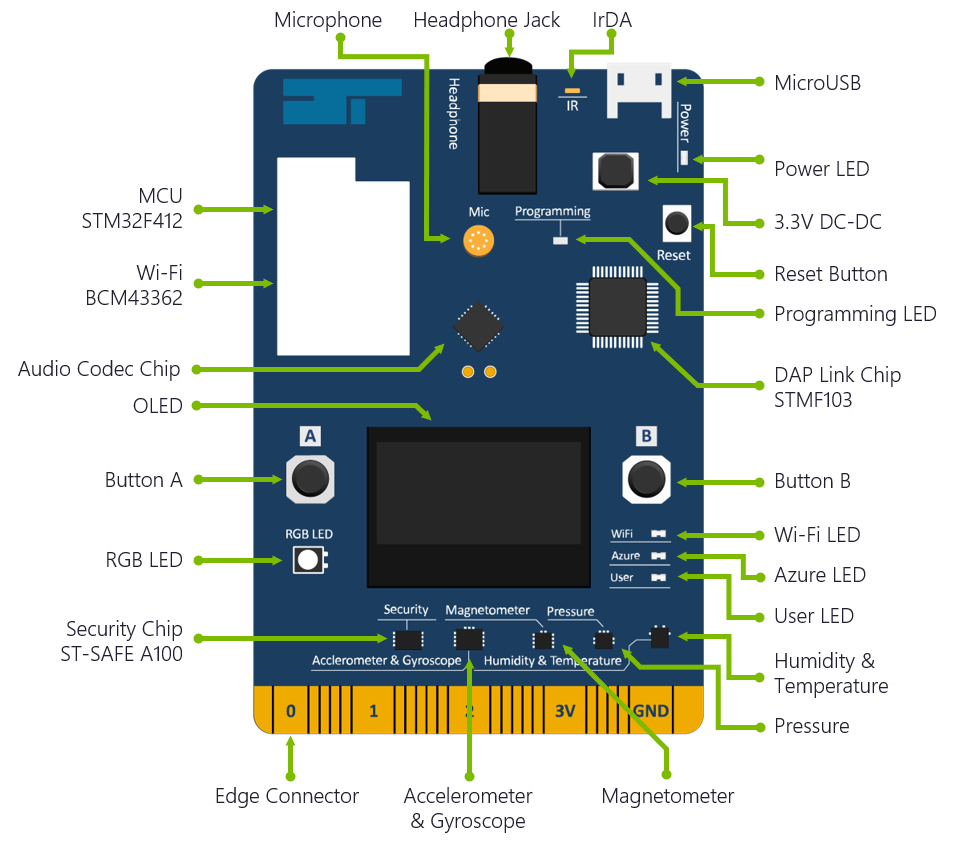 Microphone
Headphone Jack
IrDA
MicroUSB
Headphone
IR
Power
Power LED
MCU
STM32F412
Mic
Programming
3.3V DC-DC
Reset
Wi-Fi
BCM43362
Reset Button
Programming LED
Audio Codec Chip
DAP Link Chip
STMF103
OLED
A
B
Button A
Button B
RGB LED
WiFi
Wi-Fi LED
RGB LED
Azure
Azure LED
User
User LED
Security
Magnetometer
Pressure
Security Chip
ST-SAFE A100
Acclerometer & Gyroscope
Humidity & Temperature
Humidity &
Temperature
0
1
2
3V
GND
Pressure
Edge Connector
Accelerometer
& Gyroscope
Magnetometer